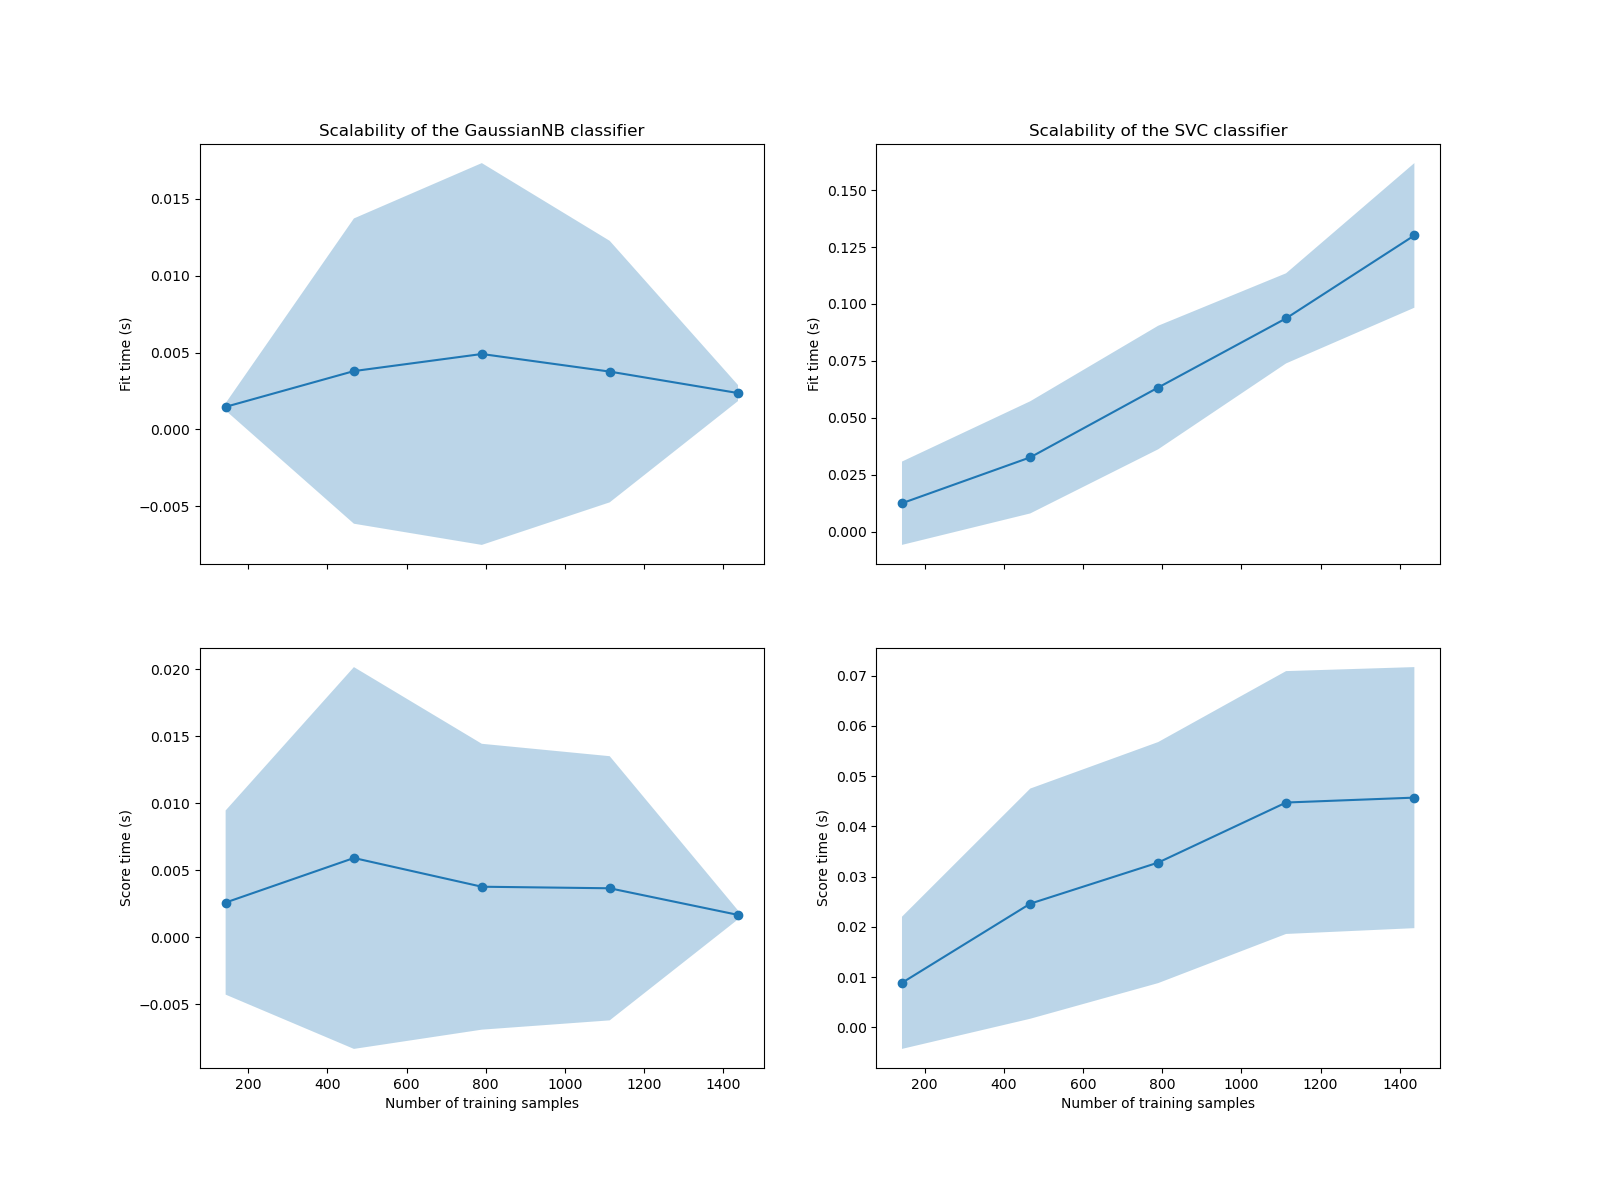 Scalability of the GaussianNB classifier
0.015
0.010
0.005
0.000
−0.005
Fit time (s)
Scalability of the SVC classifier
0.150
0.125
0.100
0.075
0.050
0.025
0.000
Fit time (s)
0.020
0.015
0.010
0.005
0.000
−0.005
Score time (s)
200 400 600 800 1000 1200 1400
Number of training samples
0.07
0.06
0.05
0.04
0.03
0.02
0.01
0.00
Score time (s)
200 400 600 800 1000 1200 1400
Number of training samples